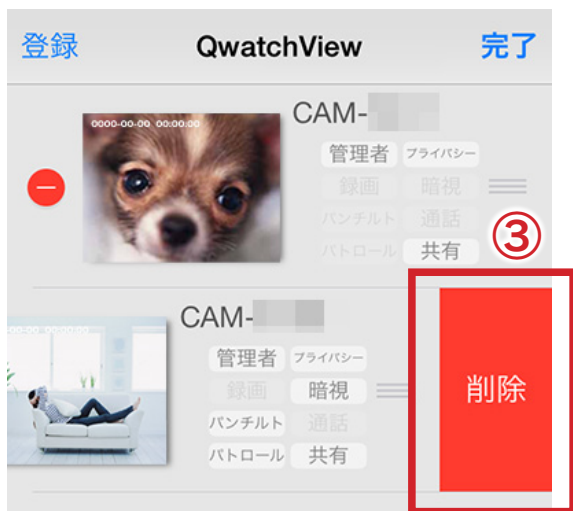 登録 QwatchView 完了
0000-00-00 00:00:00
CAM-
管理者 プライバシー
録画 暗視
パンチルト 通話
パトロール 共有
③
00-00-00 00:00:00
CAM-
管理者 プライバシー
録画 暗視
パンチルト 通話
パトロール 共有
削除